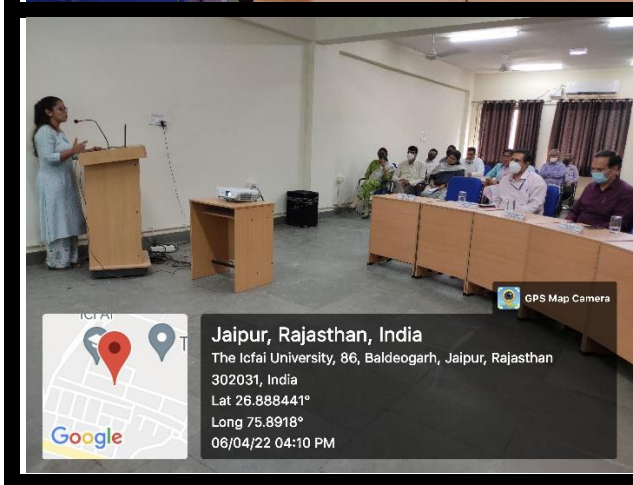 GPS Map Camera
Jaipur, Rajasthan, India
The Icfai University, 86, Baldeogarh, Jaipur, Rajasthan
302031, India
Lat 26.888441°
Long 75.8918°
06/04/22 04:10 PM
T
Google